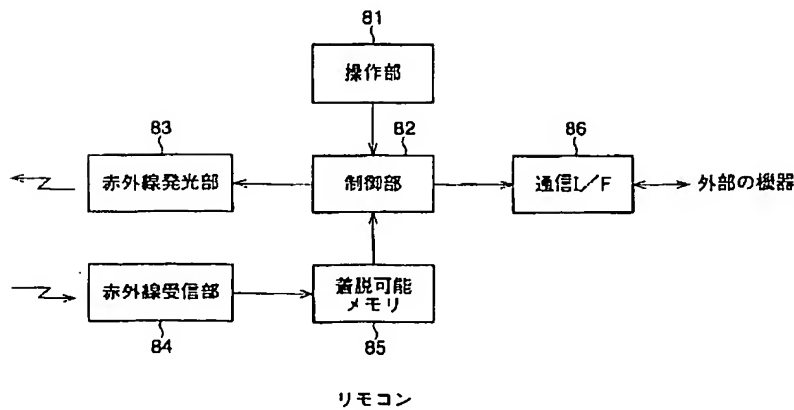 81
操作部
83
82
86
赤外線発光部
制御部
通信I/F
外部の機器
赤外線受信部
着脱可能
メモリ
84
85
リモコン